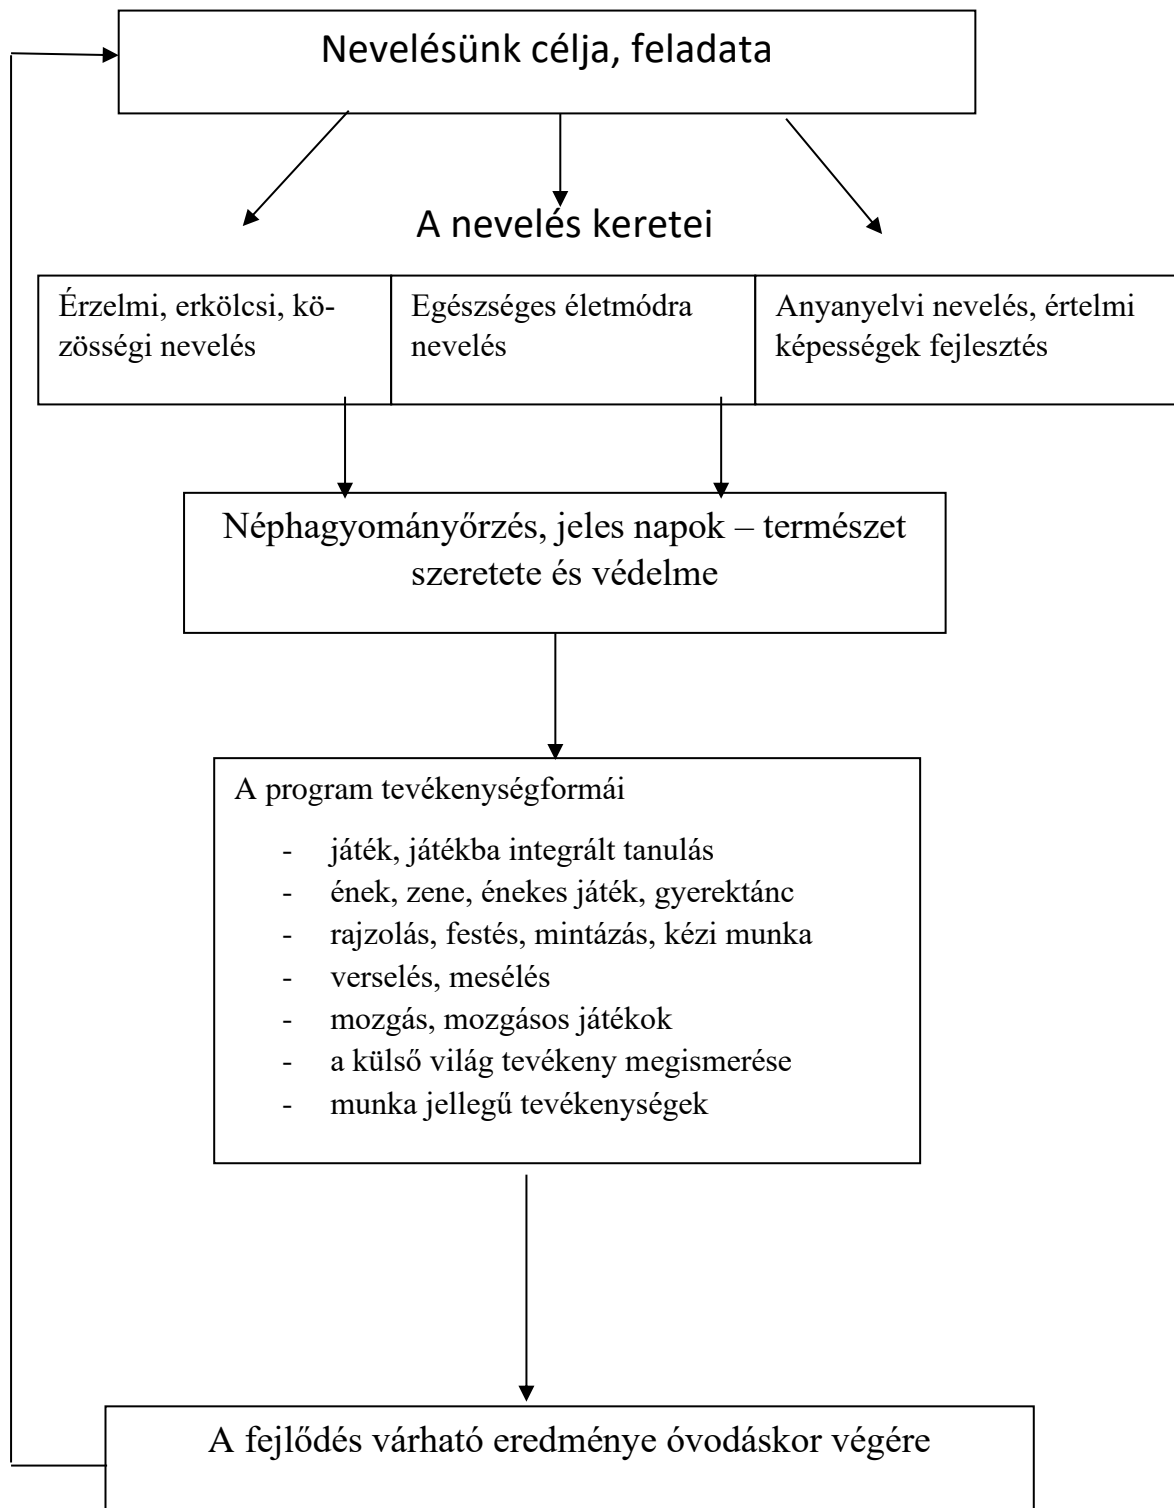 Nevelésünk célja, feladata
A nevelés keretei
Érzelmi, erkölcsi, kö-
zösségi nevelés
Egészséges életmódra
nevelés
Anyanyelvi nevelés, értelmi
képességek fejlesztés
Néphagyományőrzés, jeles napok – természet
szeretete és védelme
A program tevékenységformái
- játék, játékba integrált tanulás
- ének, zene, énekes játék, gyerektánc
- rajzolás, festés, mintázás, kézi munka
- verselés, mesélés
- mozgás, mozgásos játékok
- a külső világ tevékeny megismerése
- munka jellegű tevékenységek
A fejlődés várható eredménye óvodáskor végére